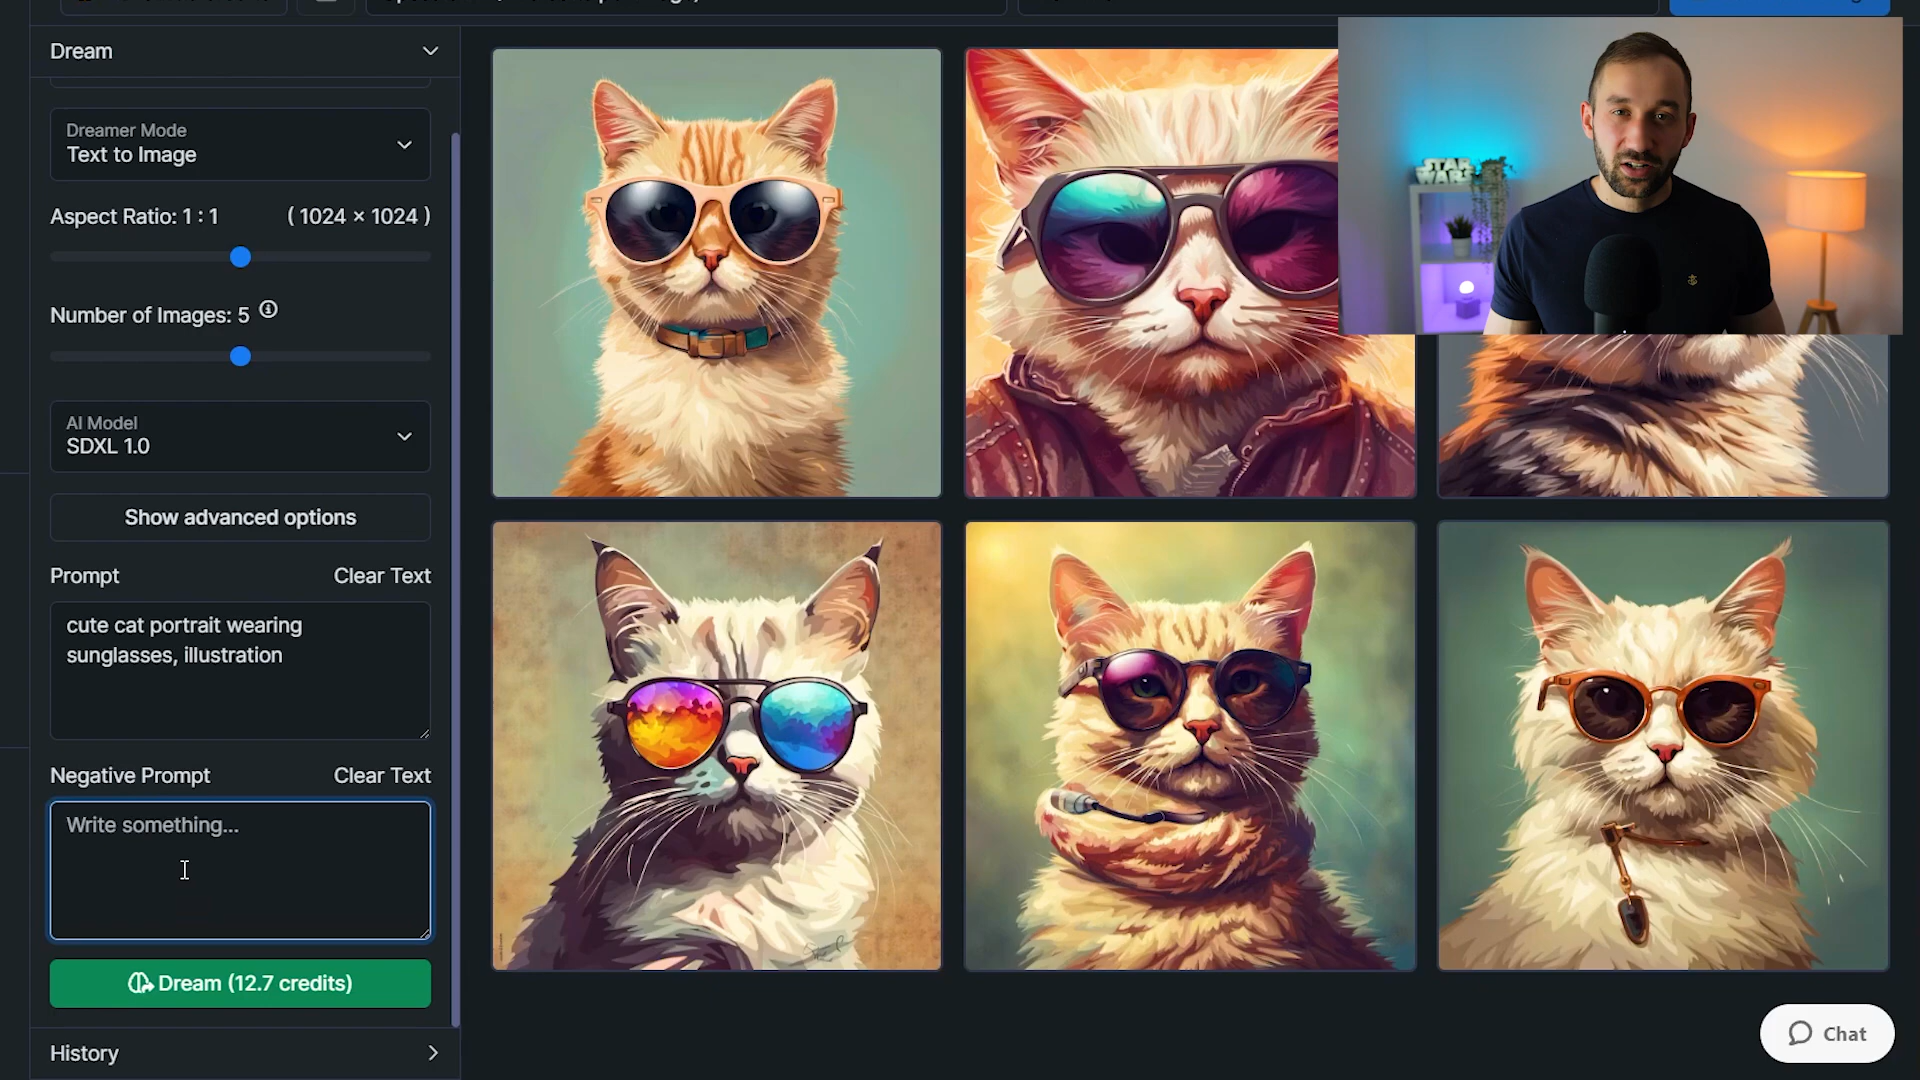 Dream
Dreamer Mode
Text to Image
Aspect Ratio: 1 : 1
( 1024 × 1024 )
Number of Images: 5
AI Model
SDXL 1.0
Show advanced options
Prompt
Clear Text
cute cat portrait wearing
sunglasses, illustration
Negative Prompt
Clear Text
Write something...
Dream (12.7 credits)
History
STAR
WARS
Chat